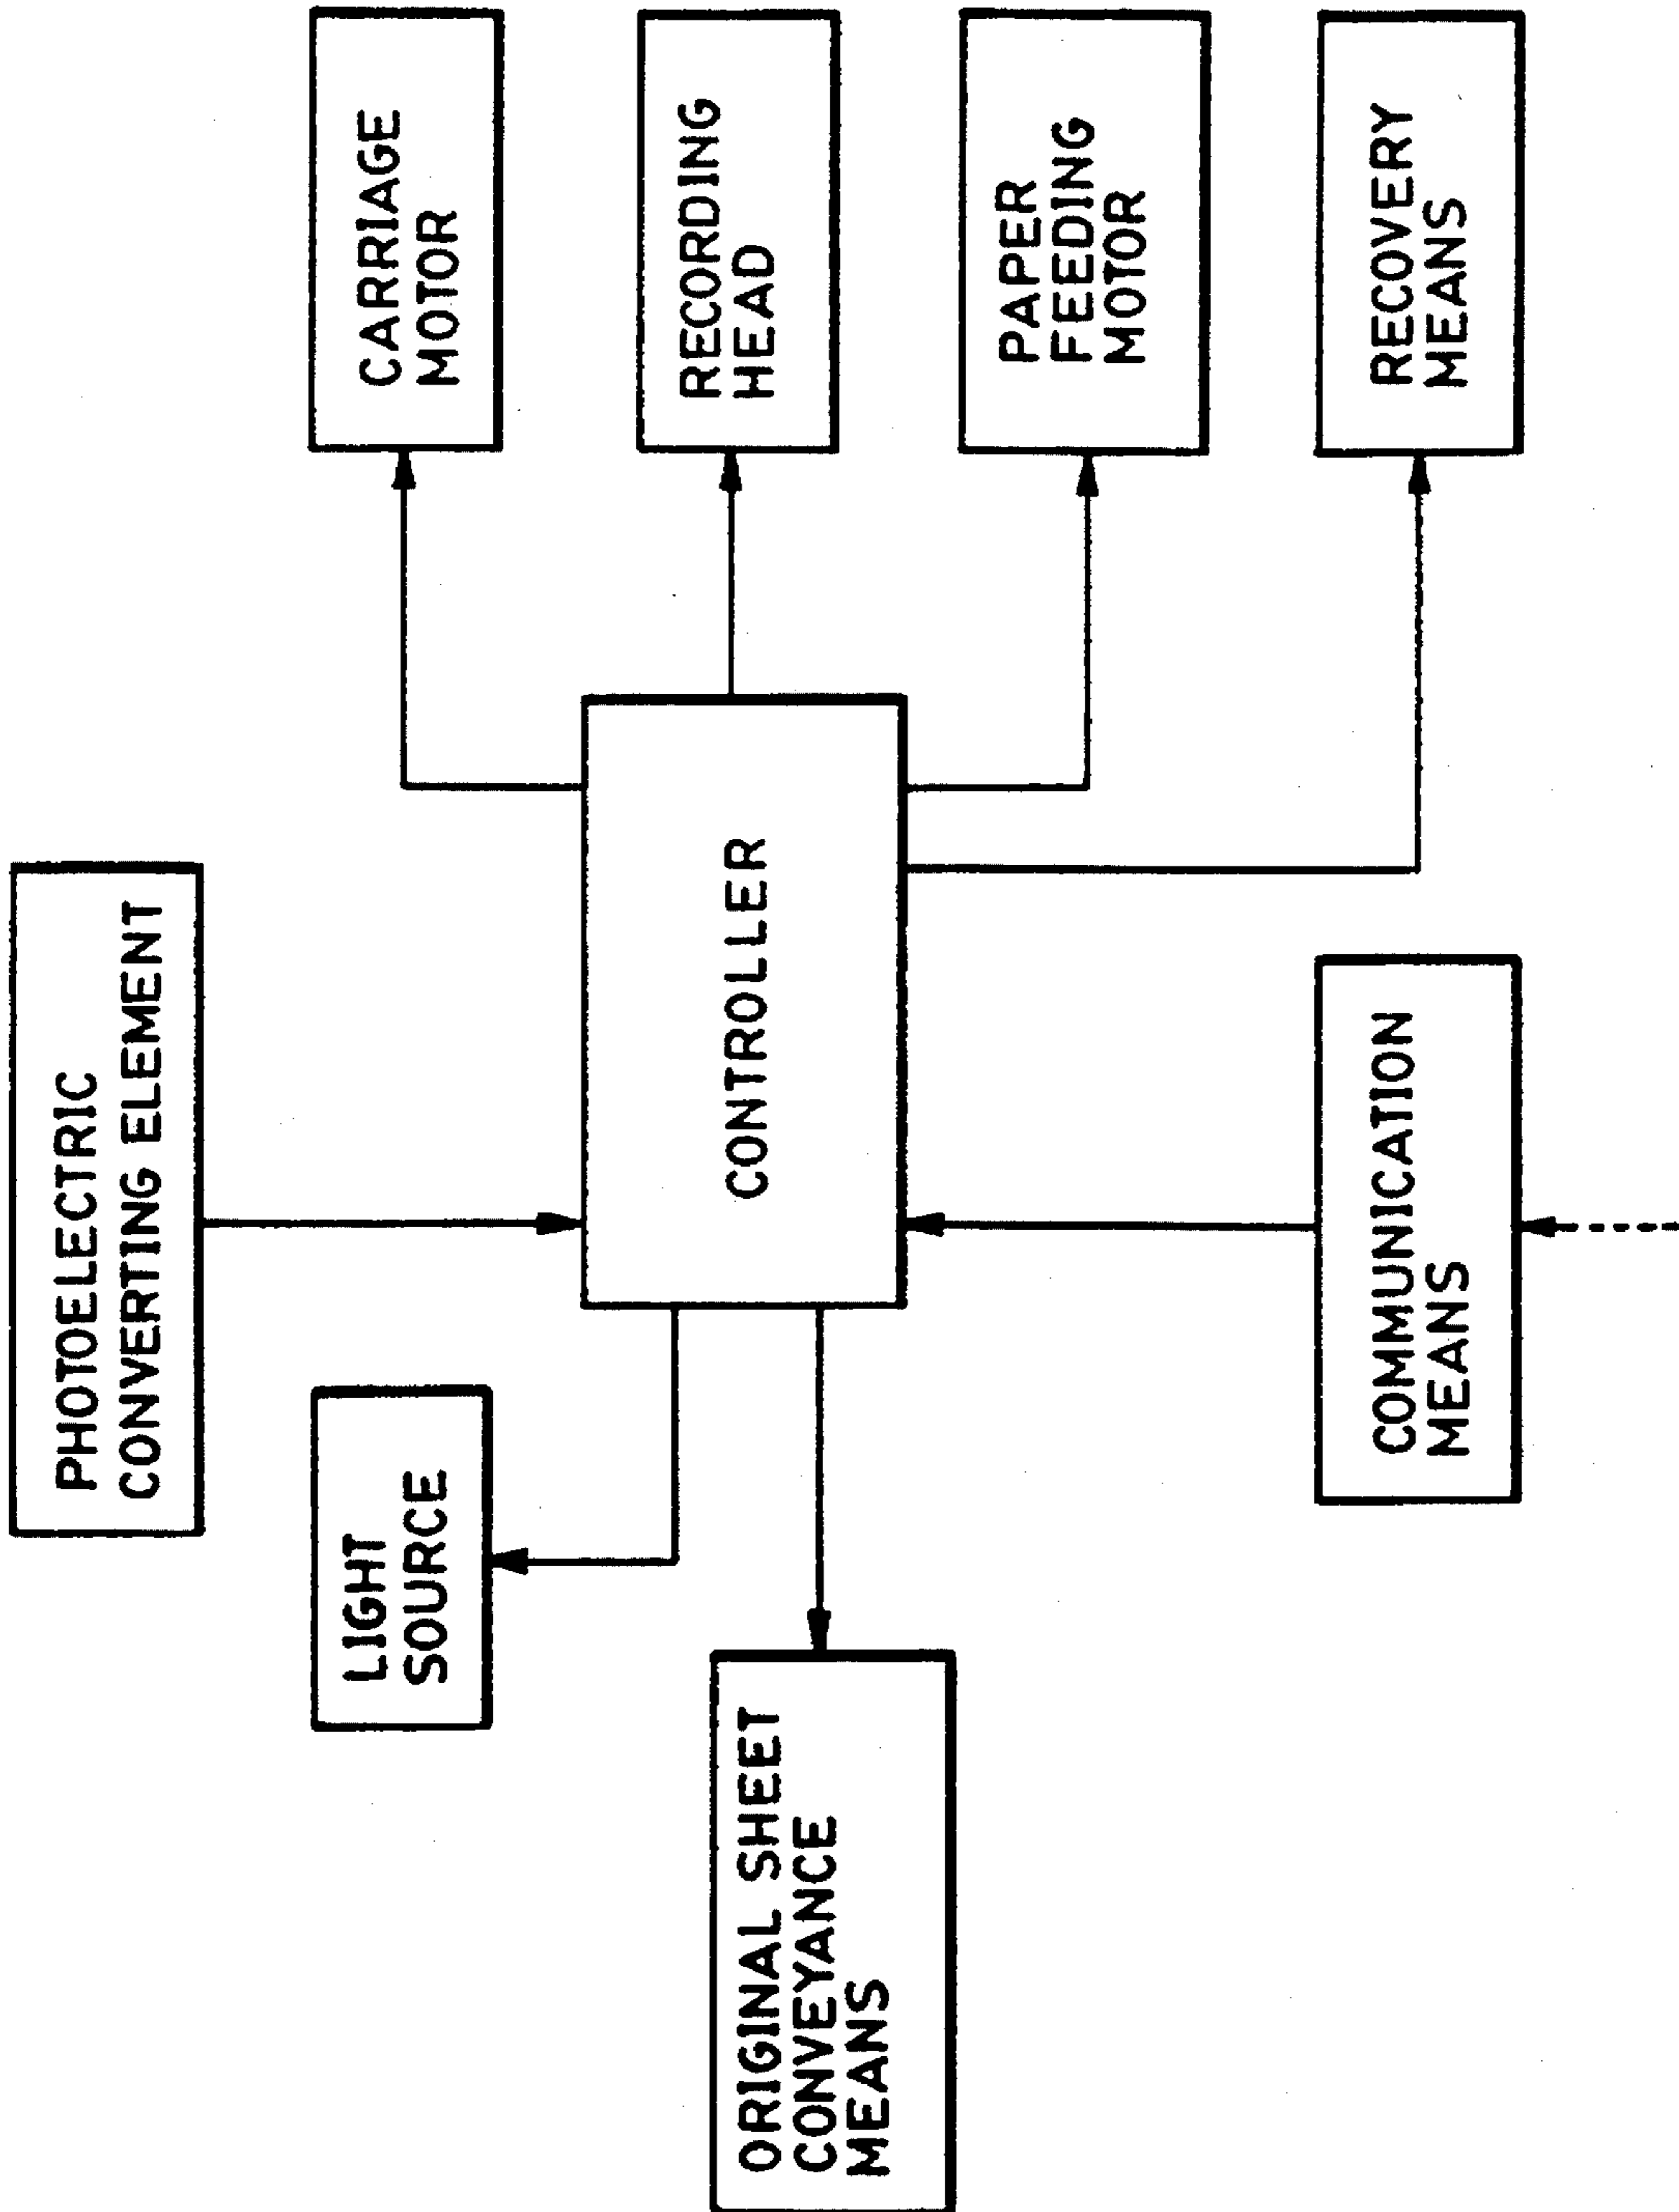 PHOTOELECTRIC
CONVERTING ELEMENT
LIGHT
SOURCE
ORIGINAL SHEET
CONVEYANCE
MEANS
CONTROLLER
COMMUNICATION
MEANS
CARRIAGE
MOTOR
RECORDING
HEAD
PAPER
FEEDING
MOTOR
RECOVERY
MEANS